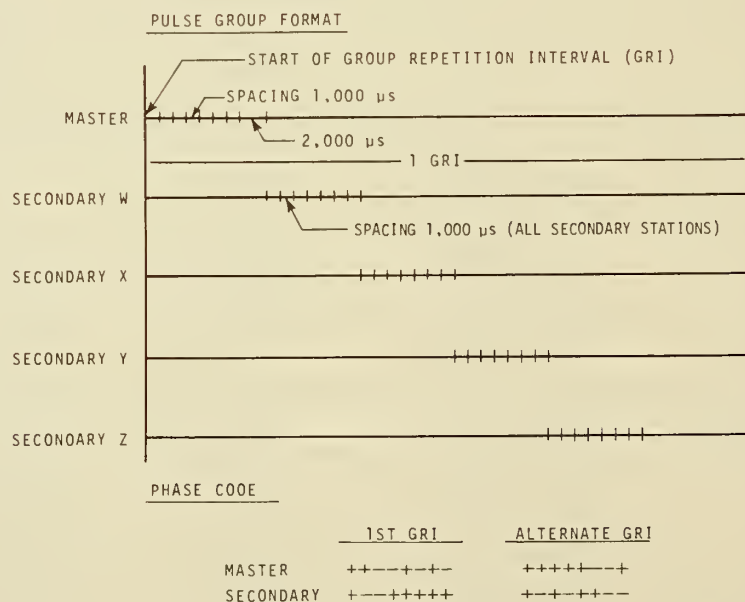 PULSE GROUP FORMAT
START OF GROUP REPETITION INTERVAL (GRI)
SPACING 1,000 µs
MASTER
2,000 µs
1 GRI
SECONDARY W
SPACING 1,000 µs (ALL SECONDARY STATIONS)
SECONDARY X
SECONDARY Y
SECONOARY Z
PHASE COOE
1ST GRI ALTERNATE GRI
MASTER ++--+-+- +++++--+
SECONDARY +--+++++ +-+-++--